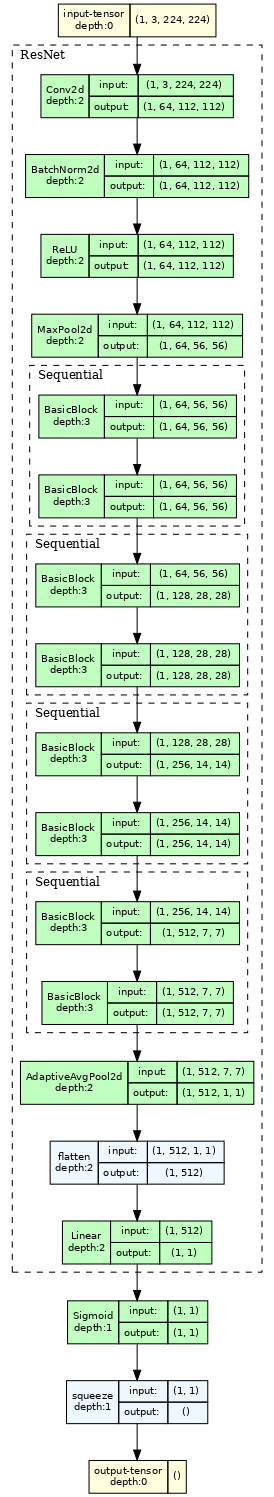 input-tensor
depth:0
(1, 3, 224, 224)
ResNet
Conv2d
depth:2
input:
(1, 3, 224, 224)
output:
(1, 64, 112, 112)
BatchNorm2d
depth:2
input:
(1, 64, 112, 112)
output:
(1, 64, 112, 112)
ReLU
depth:2
input:
(1, 64, 112, 112)
output:
(1, 64, 112, 112)
MaxPool2d
depth:2
input:
(1, 64, 112, 112)
output:
(1, 64, 56, 56)
Sequential
BasicBlock
depth:3
input:
(1, 64, 56, 56)
output:
(1, 64, 56, 56)
BasicBlock
depth:3
input:
(1, 64, 56, 56)
output:
(1, 64, 56, 56)
Sequential
BasicBlock
depth:3
input:
(1, 64, 56, 56)
output:
(1, 128, 28, 28)
BasicBlock
depth:3
input:
(1, 128, 28, 28)
output:
(1, 128, 28, 28)
Sequential
BasicBlock
depth:3
input:
(1, 128, 28, 28)
output:
(1, 256, 14, 14)
BasicBlock
depth:3
input:
(1, 256, 14, 14)
output:
(1, 256, 14, 14)
Sequential
BasicBlock
depth:3
input:
(1, 256, 14, 14)
output:
(1, 512, 7, 7)
BasicBlock
depth:3
input:
(1, 512, 7, 7)
output:
(1, 512, 7, 7)
AdaptiveAvgPool2d
depth:2
input:
(1, 512, 7, 7)
output:
(1, 512, 1, 1)
flatten
depth:2
input:
(1, 512, 1, 1)
output:
(1, 512)
Linear
depth:2
input:
(1, 512)
output:
(1, 1)
Sigmoid
depth:1
input:
(1, 1)
output:
(1, 1)
squeeze
depth:1
input:
(1, 1)
output:
()
output-tensor
depth:0
()